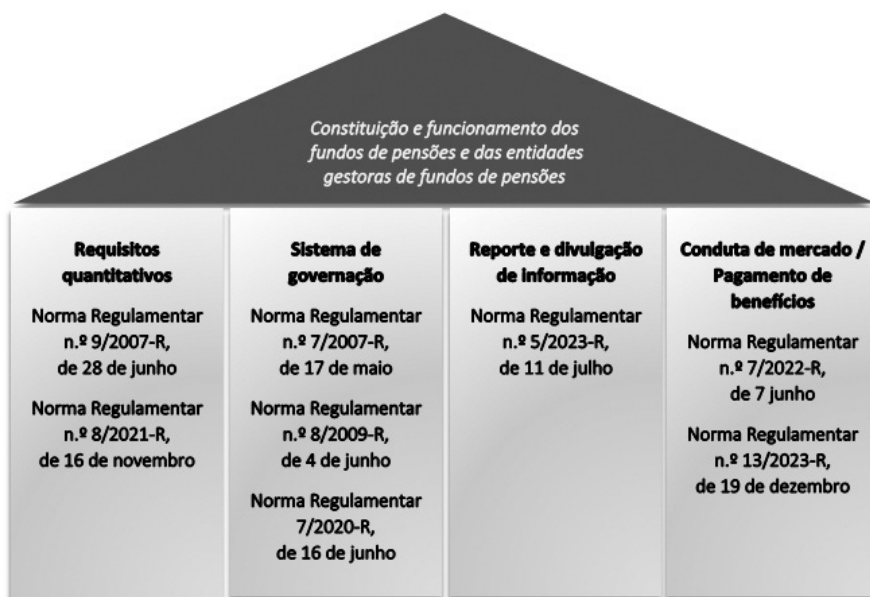 Constituição e funcionamento dos
fundos de pensões e das entidades
gestoras de fundos de pensões
Requisitos
quantitativos
Norma Regulamentar
n.º 9/2007-R,
de 28 de junho
Norma Regulamentar
n.º 8/2021-R,
de 16 de novembro
Sistema de
governação
Norma Regulamentar
n.º 7/2007-R,
de 17 de maio
Norma Regulamentar
n.º 8/2009-R,
de 4 de junho
Norma Regulamentar
7/2020-R,
de 16 de junho
Reporte e divulgação
de informação
Norma Regulamentar
n.º 5/2023-R,
de 11 de julho
Conduta de mercado /
Pagamento de
benefícios
Norma Regulamentar
n.º 7/2022-R,
de 7 junho
Norma Regulamentar
n.º 13/2023-R,
de 19 de dezembro